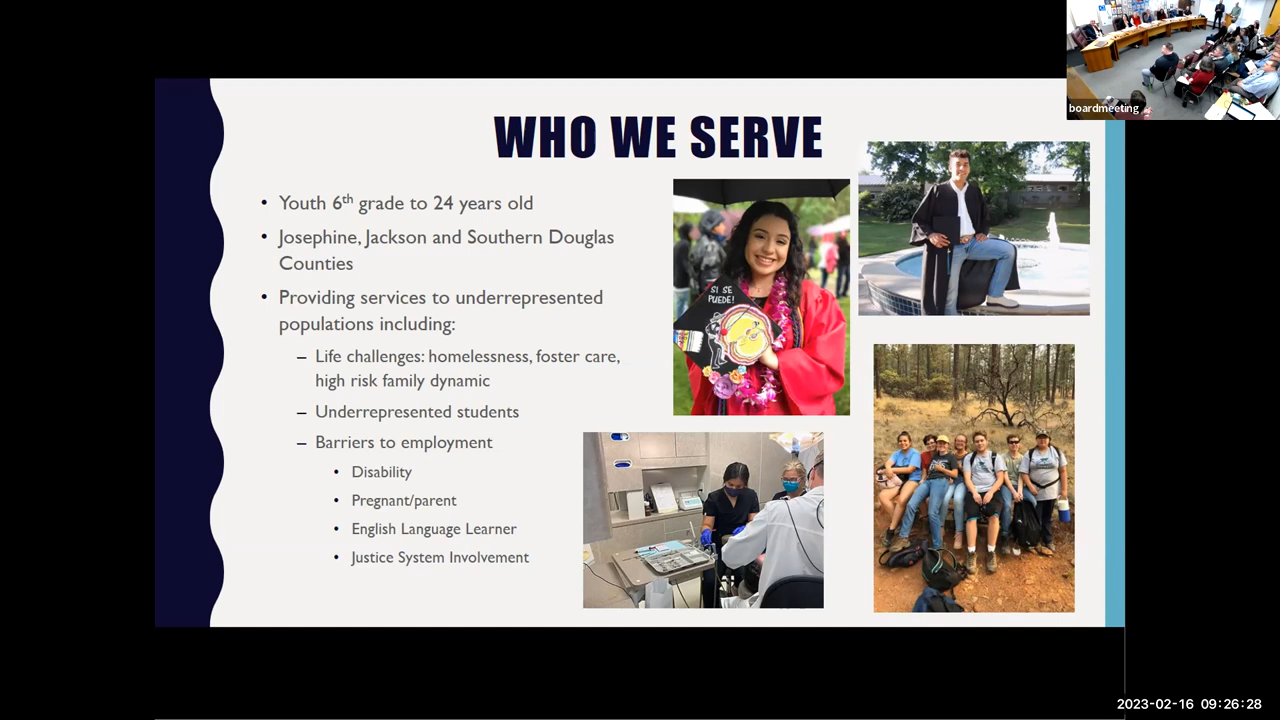 boardmeeting
WHO WE SERVE
• Youth 6th grade to 24 years old
• Josephine, Jackson and Southern Douglas
Counties
• Providing services to underrepresented
populations including:
– Life challenges: homelessness, foster care,
high risk family dynamic
– Underrepresented students
– Barriers to employment
• Disability
• Pregnant/parent
• English Language Learner
• Justice System Involvement
SI SE
PUEDE!
2023-02-16 09:26:28